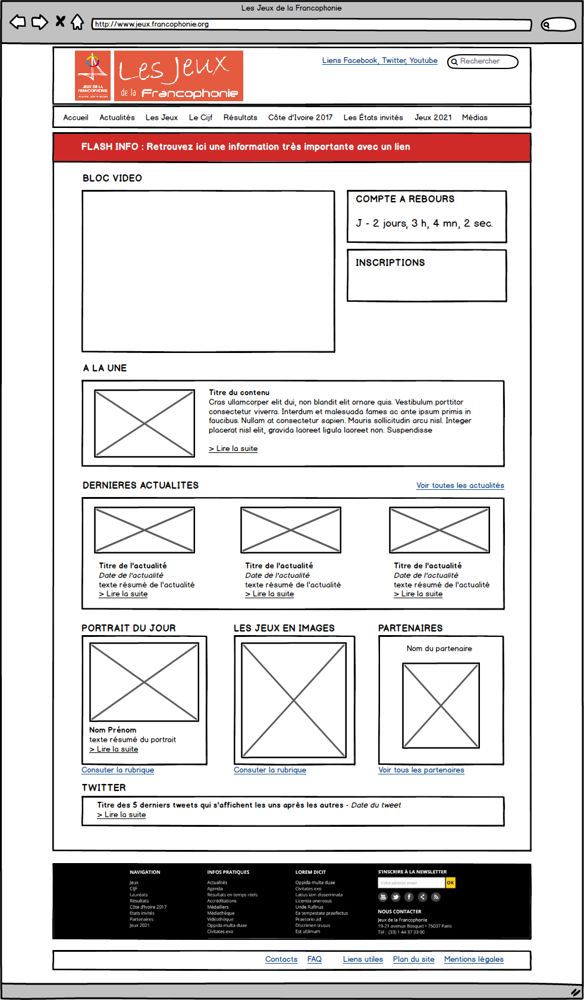 Les Jeux de la Francophonie
http://www.jeux.francophonie.org
JEUX DE LA
FRANCOPHONIE
Les Jeux
de la Francophonie
Liens Facebook, Twitter, Youtube
Rechercher
Accueil Actualités Les Jeux Le Cijf Résultats Côte d'Ivoire 2017 Les États invités Jeux 2021 Médias
FLASH INFO : Retrouvez ici une information très importante avec un lien
BLOC VIDEO
COMPTE A REBOURS
J - 2 jours, 3 h, 4 mn, 2 sec.
INSCRIPTIONS
A LA UNE
Titre du contenu
Cras ullamcorper elit dui, non blandit elit ornare quis. Vestibulum porttitor
consectetur viverra. Interdum et malesuada fames ac ante ipsum primis in
faucibus. Nullam at consectetur sapien. Mauris sollicitudin arcu nisl. Integer
placerat nisl elit, gravida laoreet ligula laoreet non. Suspendisse
> Lire la suite
DERNIERES ACTUALITES
Voir toutes les actualités
Titre de l'actualité
Date de l'actualité
texte résumé de l'actualité
> Lire la suite
Titre de l'actualité
Date de l'actualité
texte résumé de l'actualité
> Lire la suite
Titre de l'actualité
Date de l'actualité
texte résumé de l'actualité
> Lire la suite
PORTRAIT DU JOUR
Nom Prénom
texte résumé du portrait
> Lire la suite
Consuter la rubrique
LES JEUX EN IMAGES
Consuter la rubrique
PARTENAIRES
Nom du partenaire
Voir tous les partenaires
TWITTER
Titre des 5 derniers tweets qui s'affichent les uns après les autres - Date du tweet
> Lire la suite
NAVIGATION
Jeux
CIJF
Lauréats
Résultats
Côte d'Ivoire 2017
Etats invités
Partenaires
Jeux 2021
INFOS PRATIQUES
Actualités
Agenda
Résultats en temps réels
Accréditations
Médaillers
Médiathèque
Vidéothèque
Oppida multa duae
Civitates exo
LOREM DICIT
Oppida multa duae
Civitates exo
Latius iam disseminata
Licentia onerosus
Unde Rufinus
Ea tempestate praefectus
Praetorio ad
Discrimen trusus
Est ultimum
S'INSCRIRE À LA NEWSLETTER
Votre adresse email
OK
NOUS CONTACTER
Jeux de la Francophonie
19-21 avenue Bosquet • 75007 Paris
Tél : (33) 1 44 37 33 00
Contacts FAQ Liens utiles Plan du site Mentions légales